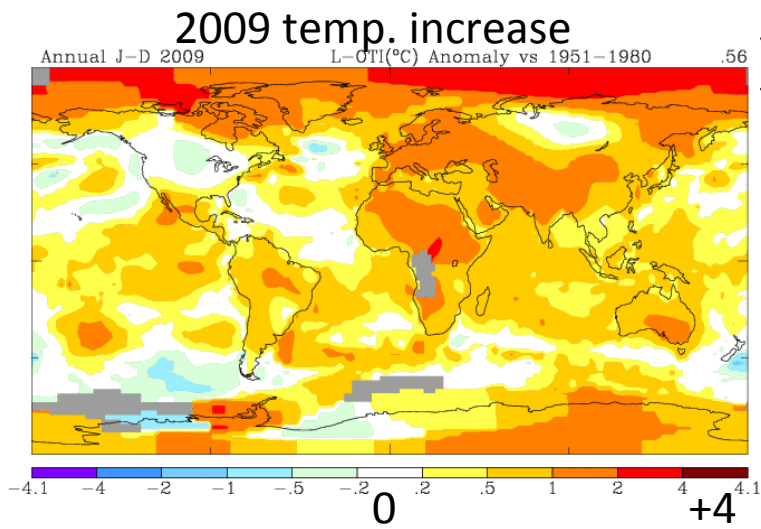 2009 temp. increase
Annual J-D 2009 L-OTI(°C) Anomaly vs 1951-1980 .56
-4.1 -4 -2 -1 -.5 -.2 .2 .5 1 2 4 4.1
0 +4